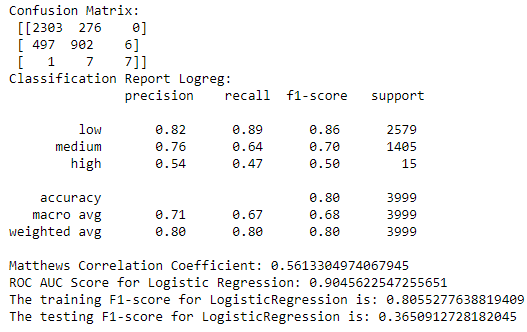 Confusion Matrix:
[[2303 276 0]
[ 497 902 6]
[ 1 7 7]]
Classification Report Logreg:
precision recall f1-score support
low 0.82 0.89 0.86 2579
medium 0.76 0.64 0.70 1405
high 0.54 0.47 0.50 15
accuracy 0.80 3999
macro avg 0.71 0.67 0.68 3999
weighted avg 0.80 0.80 0.80 3999
Matthews Correlation Coefficient: 0.5613304974067945
ROC AUC Score for Logistic Regression: 0.9045622547255651
The training F1-score for LogisticRegression is: 0.8055277638819409
The testing F1-score for LogisticRegression is: 0.3650912728182045